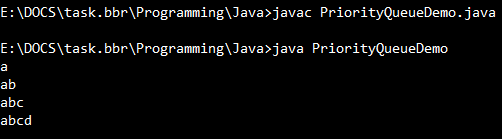 E:\DOCS\task.bbr\Programming\Java>javac PriorityQueueDemo.java
E:\DOCS\task.bbr\Programming\Java>java PriorityQueueDemo
a
ab
abc
abcd